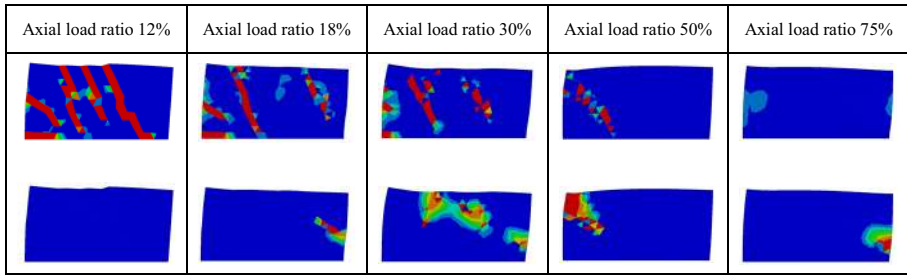 Axial load ratio 12%
Axial load ratio 18%
Axial load ratio 30%
Axial load ratio 50%
Axial load ratio 75%